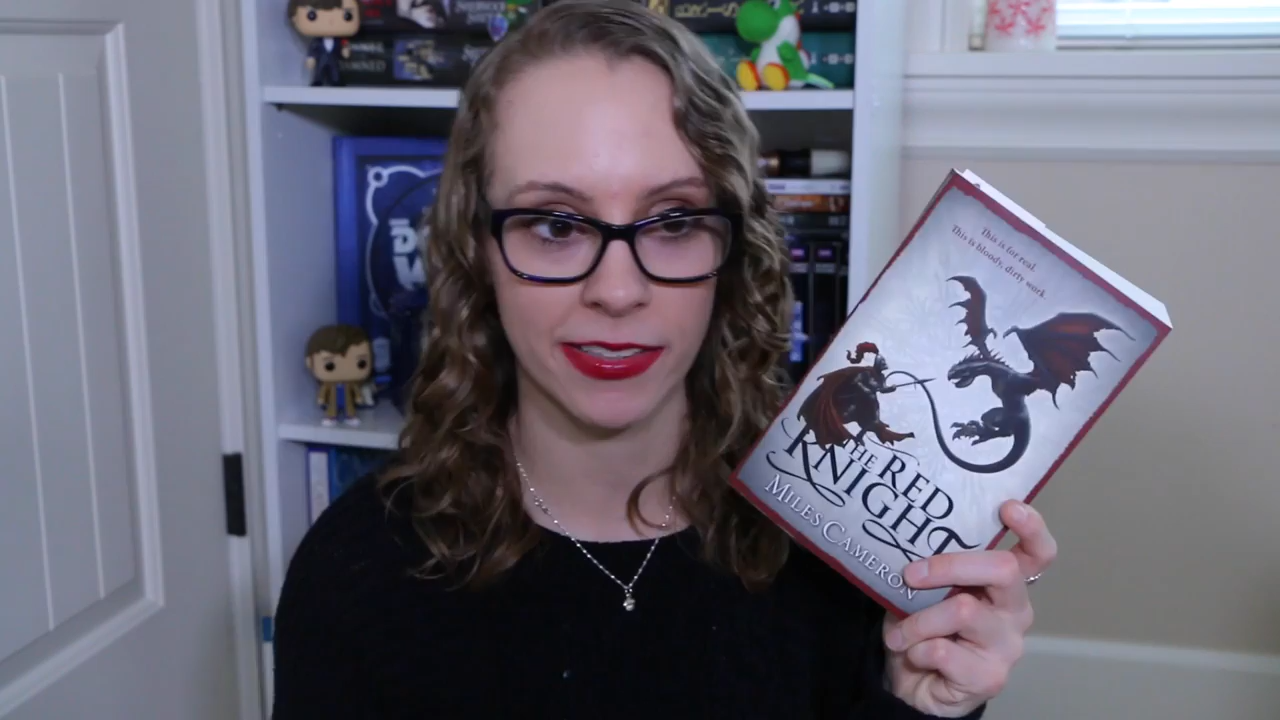 This is for real.
This is bloody, dirty work.
THE RED
KNIGHT
MILES CAMERON